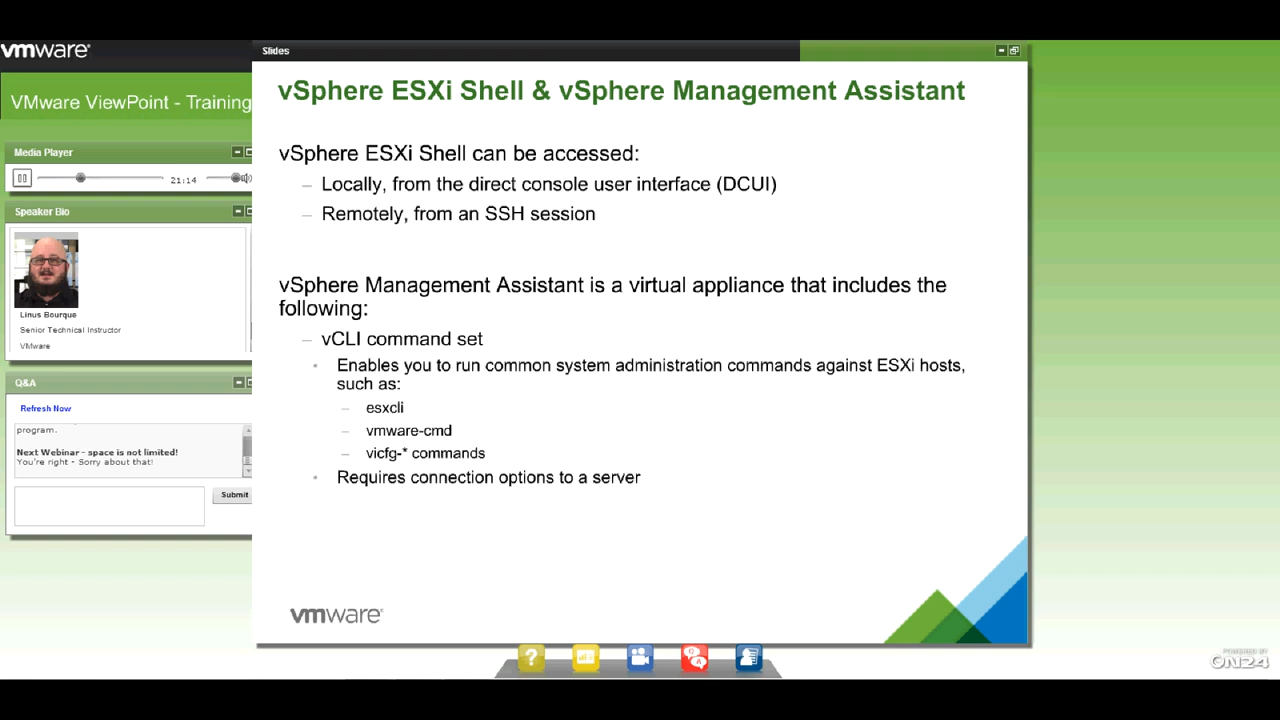 vmware
VMware ViewPoint - Training
Media Player
21:14
Speaker Bio
Linus Bourque
Senior Technical Instructor
VMware
Q&A
Refresh Now
program.
Next Webinar - space is not limited!
You're right - Sorry about that!
Submit
Slides
vSphere ESXi Shell & vSphere Management Assistant
vSphere ESXi Shell can be accessed:
– Locally, from the direct console user interface (DCUI)
– Remotely, from an SSH session
vSphere Management Assistant is a virtual appliance that includes the
following:
– vCLI command set
• Enables you to run common system administration commands against ESXi hosts,
such as:
– esxcli
– vmware-cmd
– vicfg-* commands
• Requires connection options to a server
vmware
POWERED BY
ON24